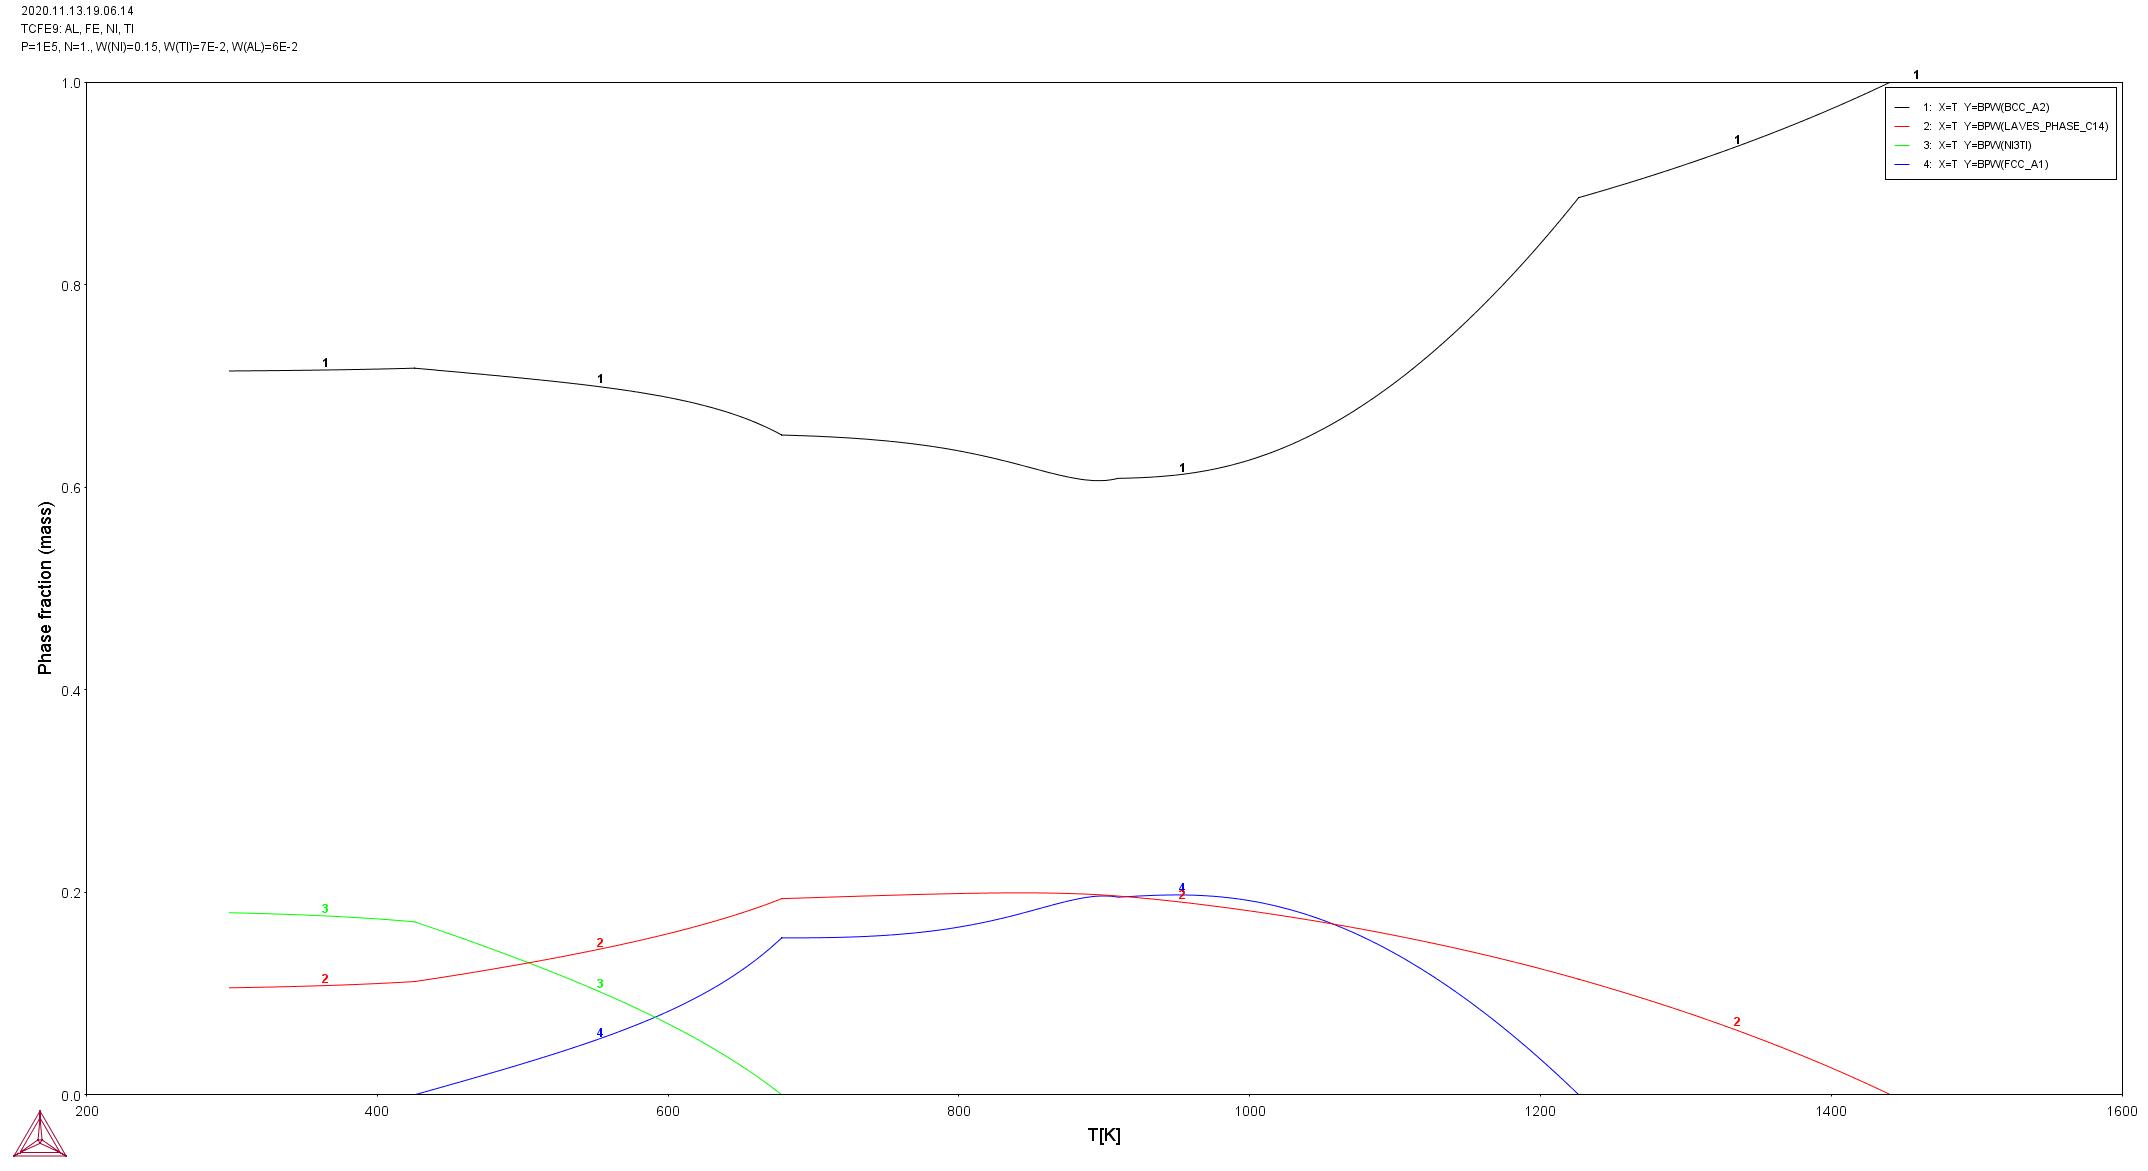 2020.11.13.19.06.14
TCFE9: AL, FE, NI, TI
P=1E5, N=1., W(NI)=0.15, W(TI)=7E-2, W(AL)=6E-2
1
1.0
1: X=T Y=BPW(BCC_A2)
2: X=T Y=BPW(LAVES_PHASE_C14)
3: X=T Y=BPW(NI3TI)
4: X=T Y=BPW(FCC_A1)
1
0.8
1
1
1
0.6
Phase fraction (mass)
0.4
0.2
4
2
3
2
2
3
2
4
0.0
200 400 600 800 1000 1200 1400 1600
T[K]